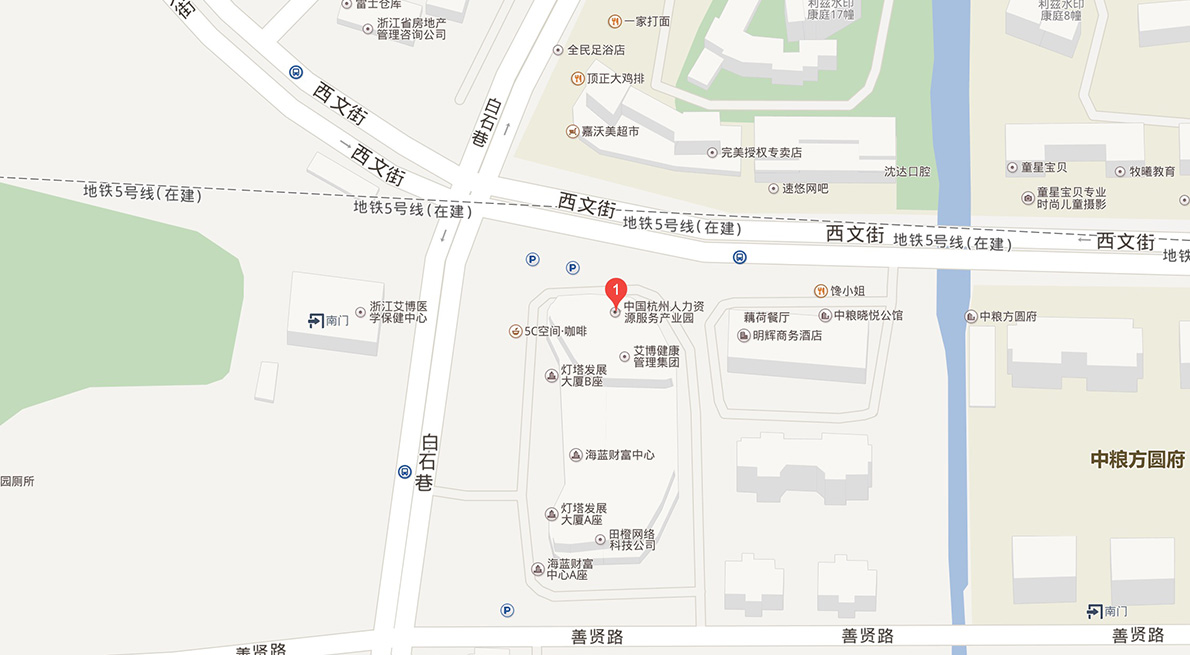 雷士仓库
浙江省房地产
管理咨询公司
街
一家打面
利兹水印
康庭17幢
利兹水印
康庭8幢
全民足浴店
顶正大鸡排
西文街
白石巷
嘉沃美超市
完美授权专卖店
西文街
沈达口腔
童星宝贝
牧曦教育
速悠网吧
童星宝贝专业
时尚儿童摄影
地铁5号线(在建)
地铁5号线(在建)
西文街
地铁5号线(在建)
西文街
地铁5号线(在建)
西文街
地铁
P
P
馋小姐
1
中国杭州人力资
源服务产业园
浙江艾博医
学保健中心
南门
5C空间·咖啡
藕荷餐厅
中粮晓悦公馆
明辉商务酒店
中粮方圆府
艾博健康
管理集团
灯塔发展
大厦B座
白石巷
海蓝财富中心
中粮方圆府
园厕所
灯塔发展
大厦A座
田橙网络
科技公司
海蓝财富
中心A座
P
南门
善贤路
善贤路
善贤路
善贤路